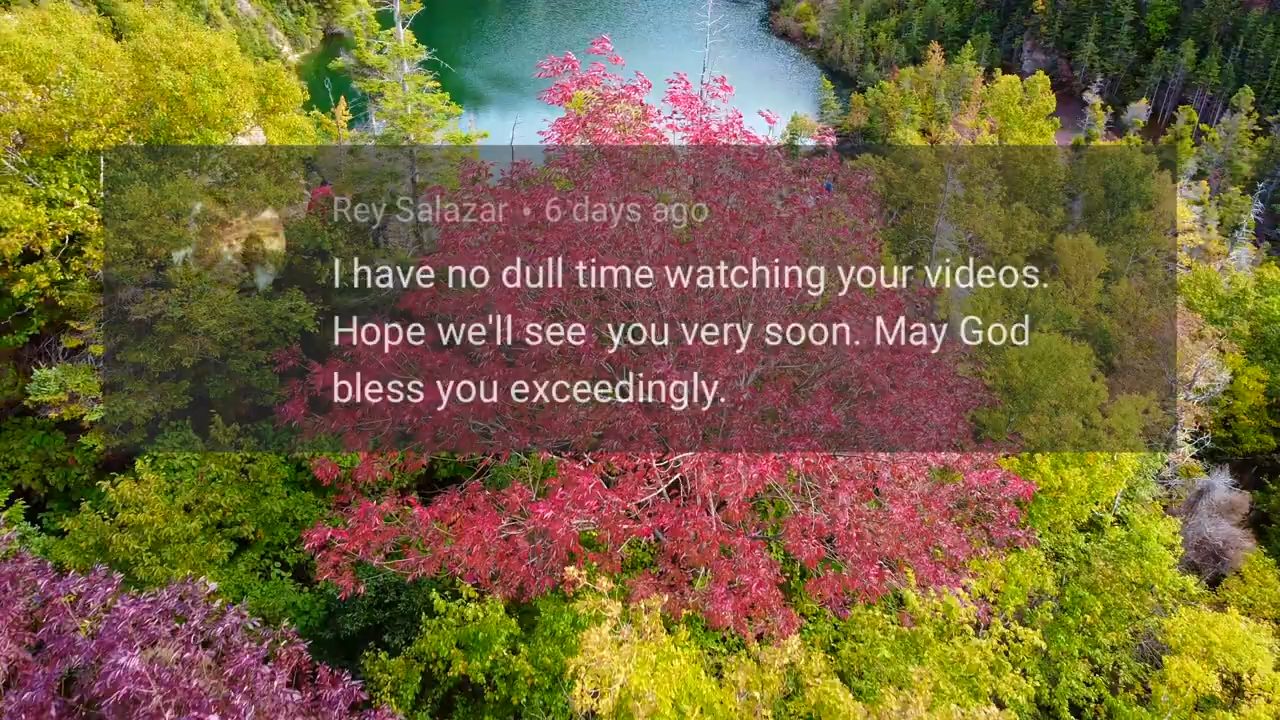 Rey Salazar • 6 days ago
I have no dull time watching your videos.
Hope we'll see  you very soon. May God
bless you exceedingly.